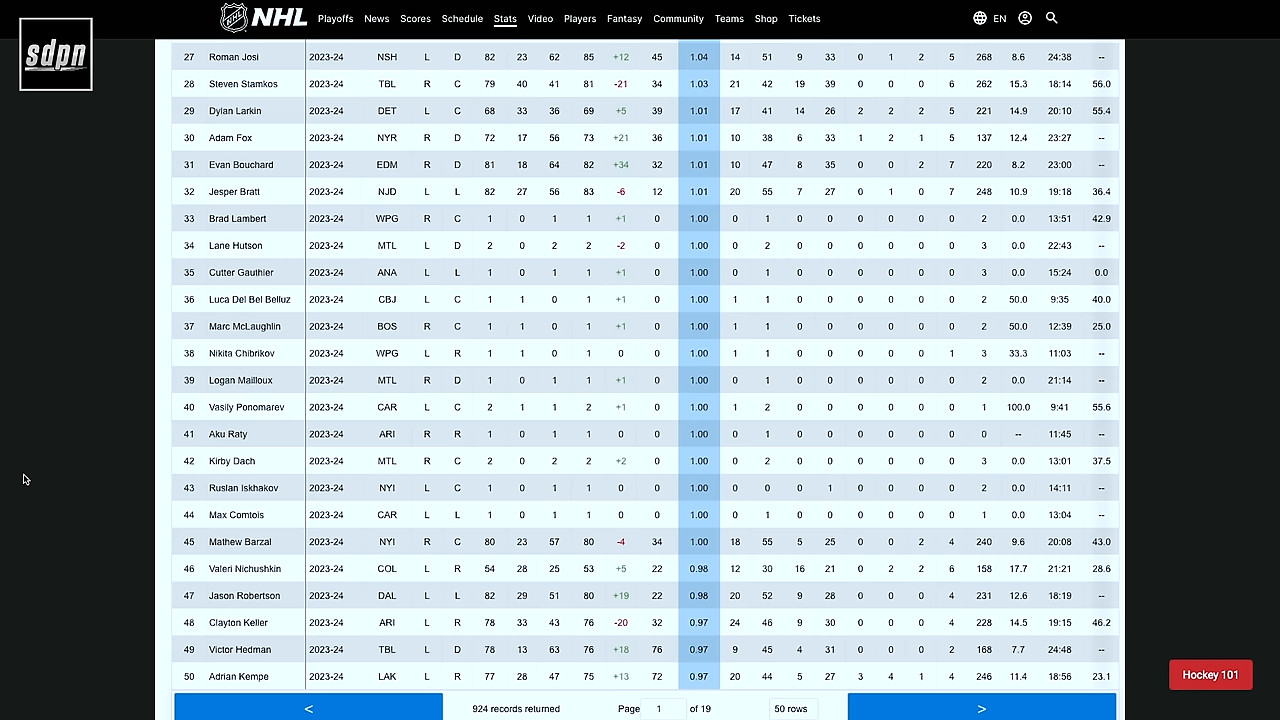 NHL Playoffs News Scores Schedule Stats Video Players Fantasy Community Teams Shop Tickets EN
sdpn
27 Roman Josi 2023-24 NSH L D 82 23 62 85 +12 45 1.04 14 51 9 33 0 1 2 5 268 8.6 24:38 --
28 Steven Stamkos 2023-24 TBL R C 79 40 41 81 -21 34 1.03 21 42 19 39 0 0 0 6 262 15.3 18:14 56.0
29 Dylan Larkin 2023-24 DET L C 68 33 36 69 +5 39 1.01 17 41 14 26 2 2 2 5 221 14.9 20:10 55.4
30 Adam Fox 2023-24 NYR R D 72 17 56 73 +21 36 1.01 10 38 6 33 1 2 1 5 137 12.4 23:27 --
31 Evan Bouchard 2023-24 EDM R D 81 18 64 82 +34 32 1.01 10 47 8 35 0 0 2 7 220 8.2 23:00 --
32 Jesper Bratt 2023-24 NJD L L 82 27 56 83 -6 12 1.01 20 55 7 27 0 1 0 7 248 10.9 19:18 36.4
33 Brad Lambert 2023-24 WPG R C 1 0 1 1 +1 0 1.00 0 1 0 0 0 0 0 0 2 0.0 13:51 42.9
34 Lane Hutson 2023-24 MTL L D 2 0 2 2 -2 0 1.00 0 2 0 0 0 0 0 0 3 0.0 22:43 --
35 Cutter Gauthier 2023-24 ANA L L 1 0 1 1 +1 0 1.00 0 1 0 0 0 0 0 0 3 0.0 15:24 0.0
36 Luca Del Bel Belluz 2023-24 CBJ L C 1 1 0 1 +1 0 1.00 1 1 0 0 0 0 0 0 2 50.0 9:35 40.0
37 Marc McLaughlin 2023-24 BOS R C 1 1 0 1 +1 0 1.00 1 1 0 0 0 0 0 0 2 50.0 12:39 25.0
38 Nikita Chibrikov 2023-24 WPG L R 1 1 0 1 0 0 1.00 1 1 0 0 0 0 0 1 3 33.3 11:03 --
39 Logan Mailloux 2023-24 MTL R D 1 0 1 1 +1 0 1.00 0 1 0 0 0 0 0 0 2 0.0 21:14 --
40 Vasily Ponomarev 2023-24 CAR L C 2 1 1 2 +1 0 1.00 1 2 0 0 0 0 0 0 1 100.0 9:41 55.6
41 Aku Raty 2023-24 ARI R R 1 0 1 1 0 0 1.00 0 1 0 0 0 0 0 0 0 -- 11:45 --
42 Kirby Dach 2023-24 MTL R C 2 0 2 2 +2 0 1.00 0 2 0 0 0 0 0 0 3 0.0 13:01 37.5
43 Ruslan Iskhakov 2023-24 NYI L C 1 0 1 1 0 0 1.00 0 0 0 1 0 0 0 0 2 0.0 14:11 --
44 Max Comtois 2023-24 CAR L L 1 0 1 1 0 0 1.00 0 1 0 0 0 0 0 0 1 0.0 13:04 --
45 Mathew Barzal 2023-24 NYI R C 80 23 57 80 -4 34 1.00 18 55 5 25 0 0 2 4 240 9.6 20:08 43.0
46 Valeri Nichushkin 2023-24 COL L R 54 28 25 53 +5 22 0.98 12 30 16 21 0 2 2 6 158 17.7 21:21 28.6
47 Jason Robertson 2023-24 DAL L L 82 29 51 80 +19 22 0.98 20 52 9 28 0 0 0 4 231 12.6 18:19 --
48 Clayton Keller 2023-24 ARI L R 78 33 43 76 -20 32 0.97 24 46 9 30 0 0 0 4 228 14.5 19:15 46.2
49 Victor Hedman 2023-24 TBL L D 78 13 63 76 +18 76 0.97 9 45 4 31 0 0 0 2 168 7.7 24:48 --
50 Adrian Kempe 2023-24 LAK L R 77 28 47 75 +13 72 0.97 20 44 5 27 3 4 1 4 246 11.4 18:56 23.1
Hockey 101
< 924 records returned Page 1 of 19 50 rows >